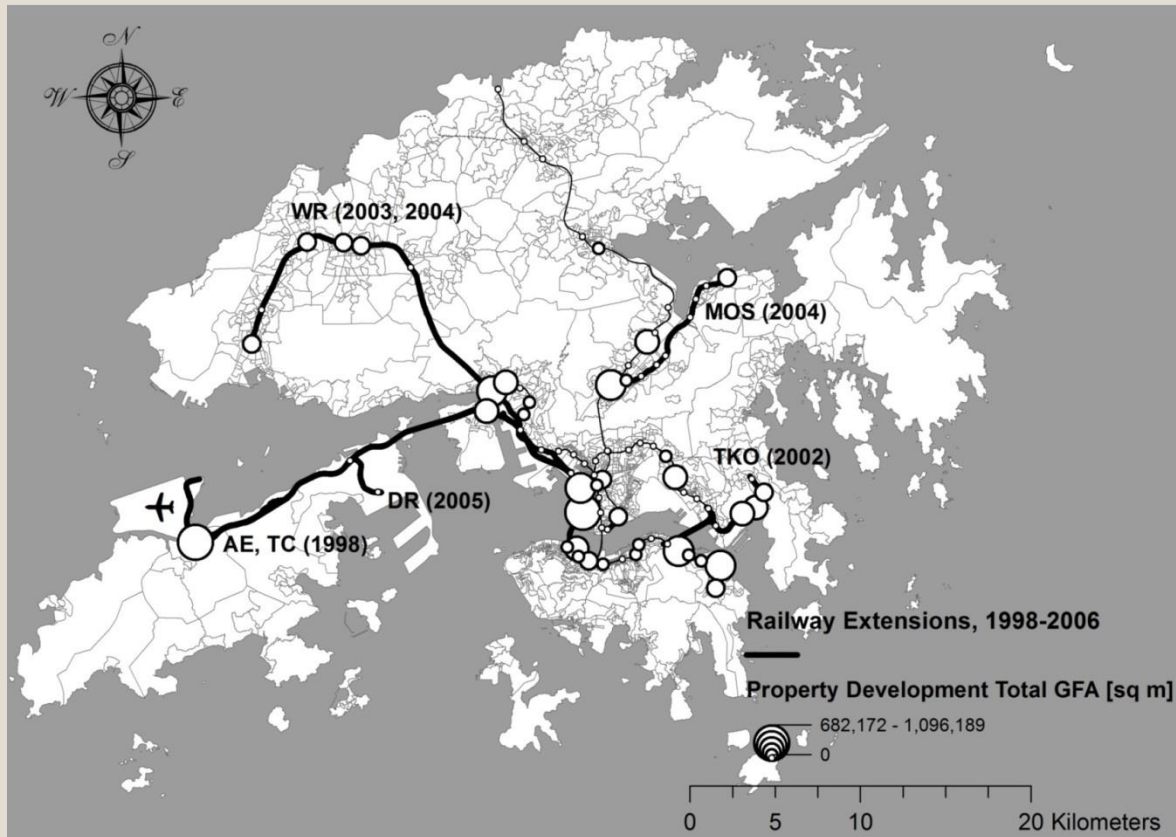 N
W E
S
WR (2003, 2004)
MOS (2004)
TKO (2002)
DR (2005)
AE, TC (1998)
Railway Extensions, 1998-2006
Property Development Total GFA [sq m]
682,172 - 1,096,189
0
0 5 10 20 Kilometers